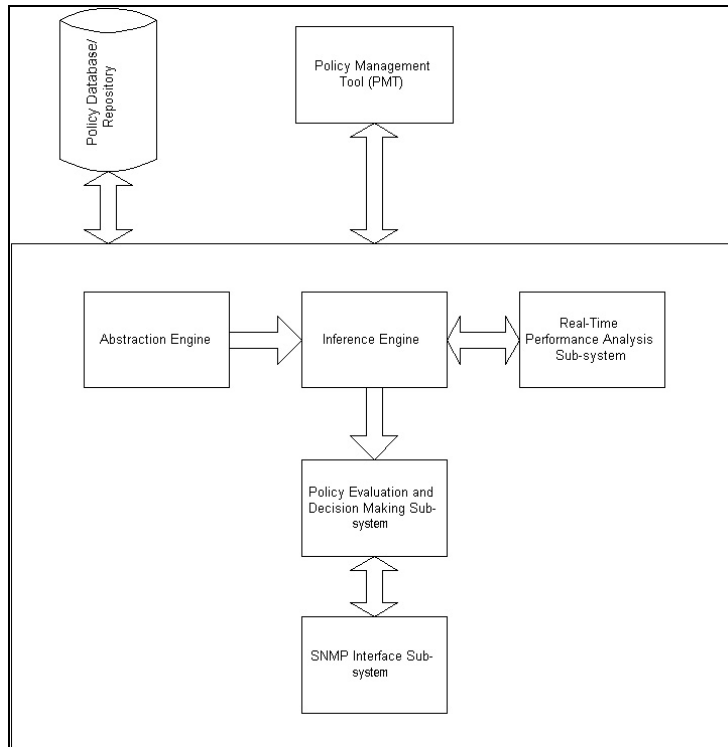 Policy Database/
Repository
Policy Management
Tool (PMT)
Abstraction Engine
Inference Engine
Real-Time
Performance Analysis
Sub-system
Policy Evaluation and
Decision Making Sub-
system
SNMP Interface Sub-
system